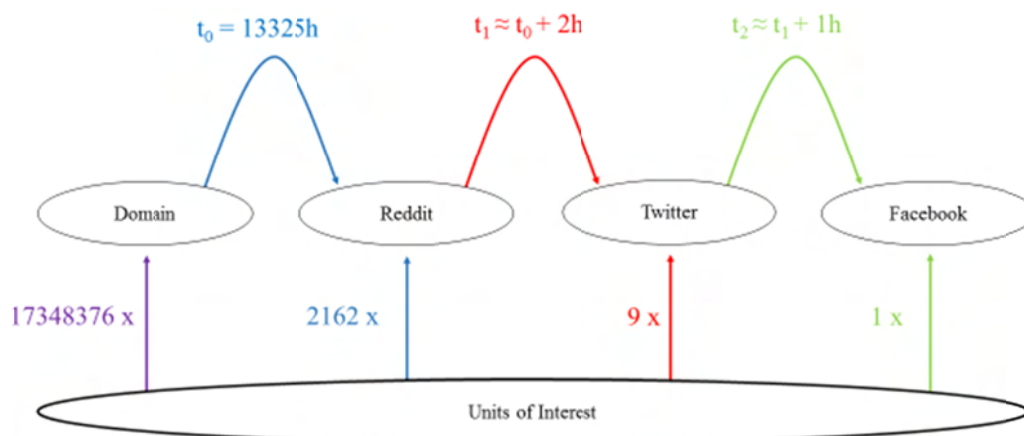 t₀ = 13325h
t₁ ≈ t₀ + 2h
t₂ ≈ t₁ + 1h
Domain
Reddit
Twitter
Facebook
17348376 x
2162 x
9 x
1 x
Units of Interest